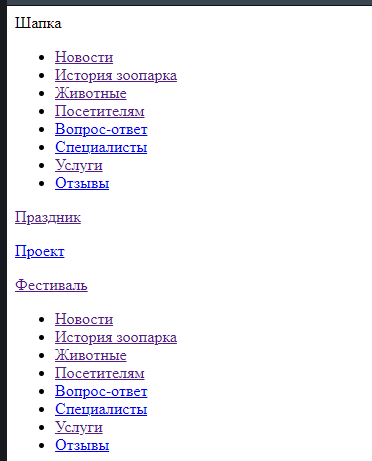 Шапка
Новости
История зоопарка
Животные
Посетителям
Вопрос-ответ
Специалисты
Услуги
Отзывы
Праздник
Проект
Фестиваль
Новости
История зоопарка
Животные
Посетителям
Вопрос-ответ
Специалисты
Услуги
Отзывы